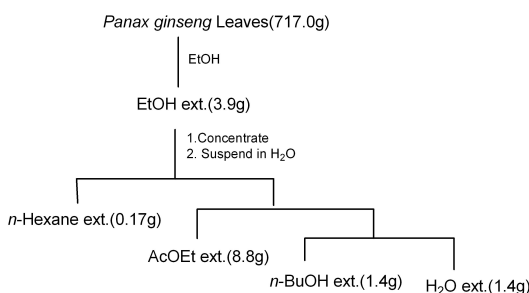 Panax ginseng Leaves(717.0g)
EtOH
EtOH ext.(3.9g)
1.Concentrate
2. Suspend in H₂O
n-Hexane ext.(0.17g)
AcOEt ext.(8.8g)
n-BuOH ext.(1.4g)
H₂O ext.(1.4g)